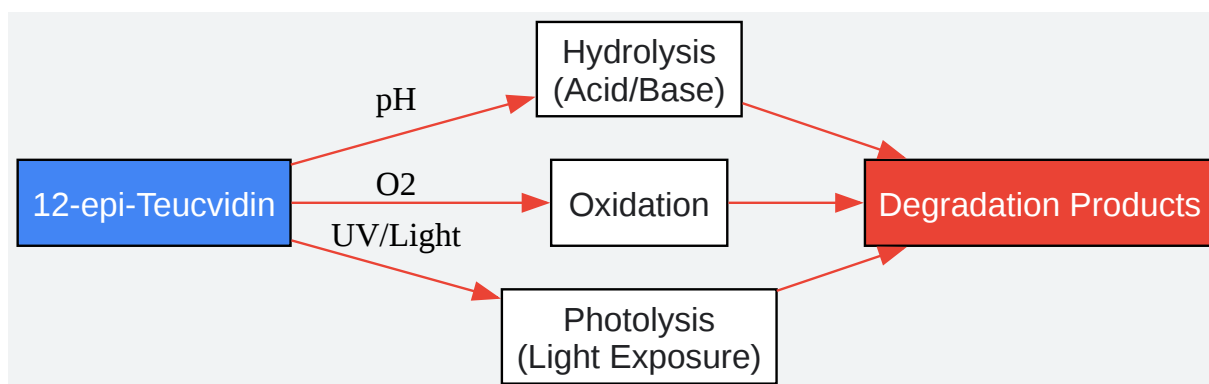 Hydrolysis
(Acid/Base)
pH
12-epi-Teucvidin
O2
Oxidation
Degradation Products
UV/Light
Photolysis
(Light Exposure)